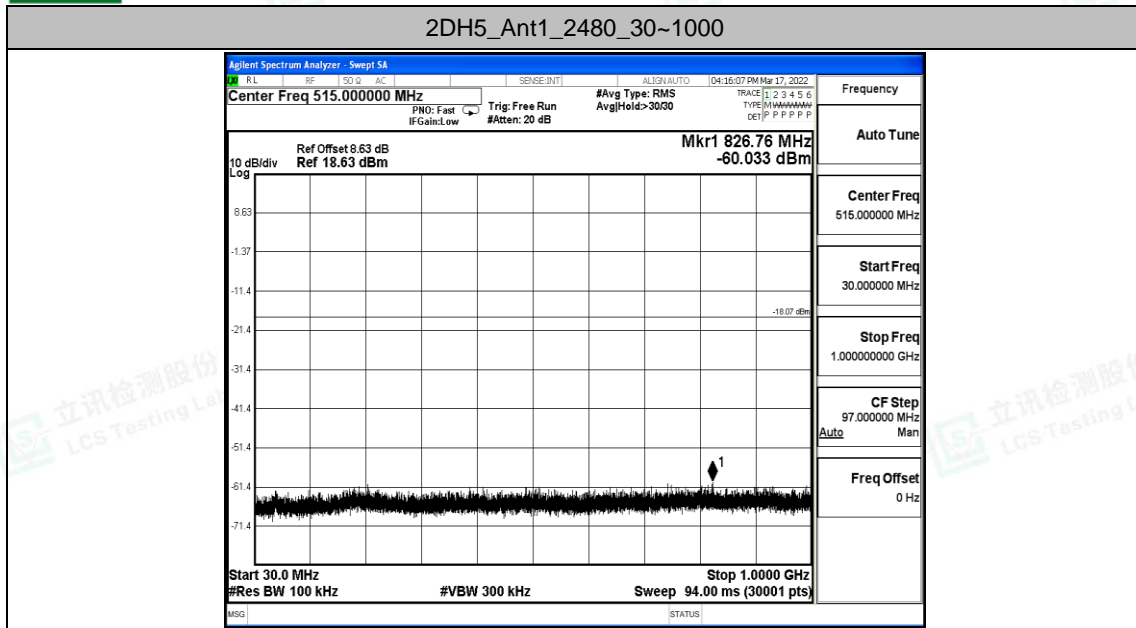 2DH5_Ant1_2480_30~1000
Agilent Spectrum Analyzer - Swept SA
RL RF 50 Ω AC SENSE:INT ALIGN AUTO 04:16:07 PM Mar 17, 2022
Center Freq 515.000000 MHz
PNO: Fast
IFGain:Low
Trig: Free Run
#Atten: 20 dB
#Avg Type: RMS
Avg|Hold:>30/30
TRACE 1 2 3 4 5 6
TYPE
DET P P P P P P
Frequency
Mkr1 826.76 MHz
-60.033 dBm
Ref Offset 8.63 dB
10 dB/div Ref 18.63 dBm
Log
8.63
-1.37
-11.4
-18.07 dBm
-21.4
-31.4
-41.4
-51.4
1
-61.4
-71.4
Start 30.0 MHz Stop 1.0000 GHz
#Res BW 100 kHz #VBW 300 kHz Sweep 94.00 ms (30001 pts)
MSG STATUS
Auto Tune
Center Freq
515.000000 MHz
Start Freq
30.000000 MHz
Stop Freq
1.000000000 GHz
CF Step
97.000000 MHz
Auto Man
Freq Offset
0 Hz
立讯检测股份
LCS Testing Lab
立讯检测股份
LCS Testing L